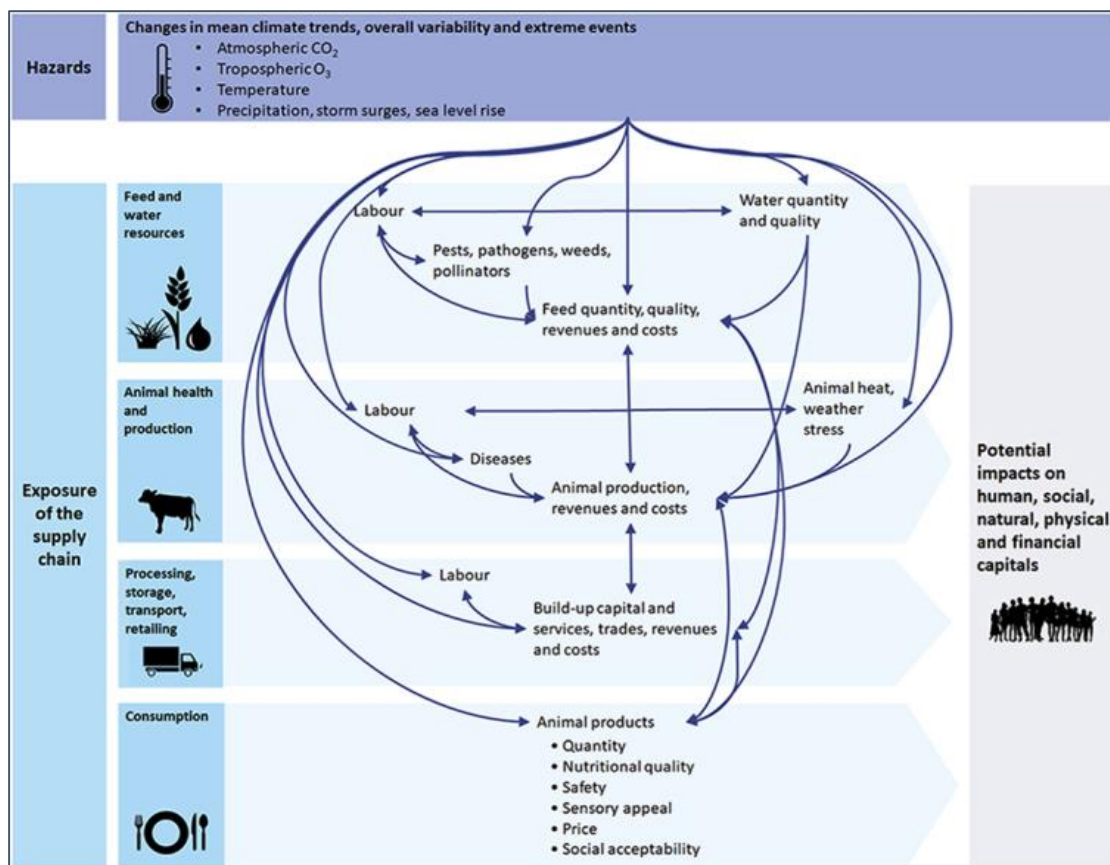 Hazards
Changes in mean climate trends, overall variability and extreme events
• Atmospheric CO₂
• Tropospheric O₃
• Temperature
• Precipitation, storm surges, sea level rise
Exposure
of the
supply
chain
Feed and
water
resources
Labour
Water quantity
and quality
Pests, pathogens, weeds,
pollinators
Feed quantity, quality,
revenues and costs
Animal health
and
production
Labour
Animal heat,
weather
stress
Diseases
Animal production,
revenues and costs
Processing,
storage,
transport,
retailing
Labour
Build-up capital and
services, trades, revenues
and costs
Consumption
Animal products
• Quantity
• Nutritional quality
• Safety
• Sensory appeal
• Price
• Social acceptability
Potential
impacts on
human, social,
natural, physical
and financial
capitals